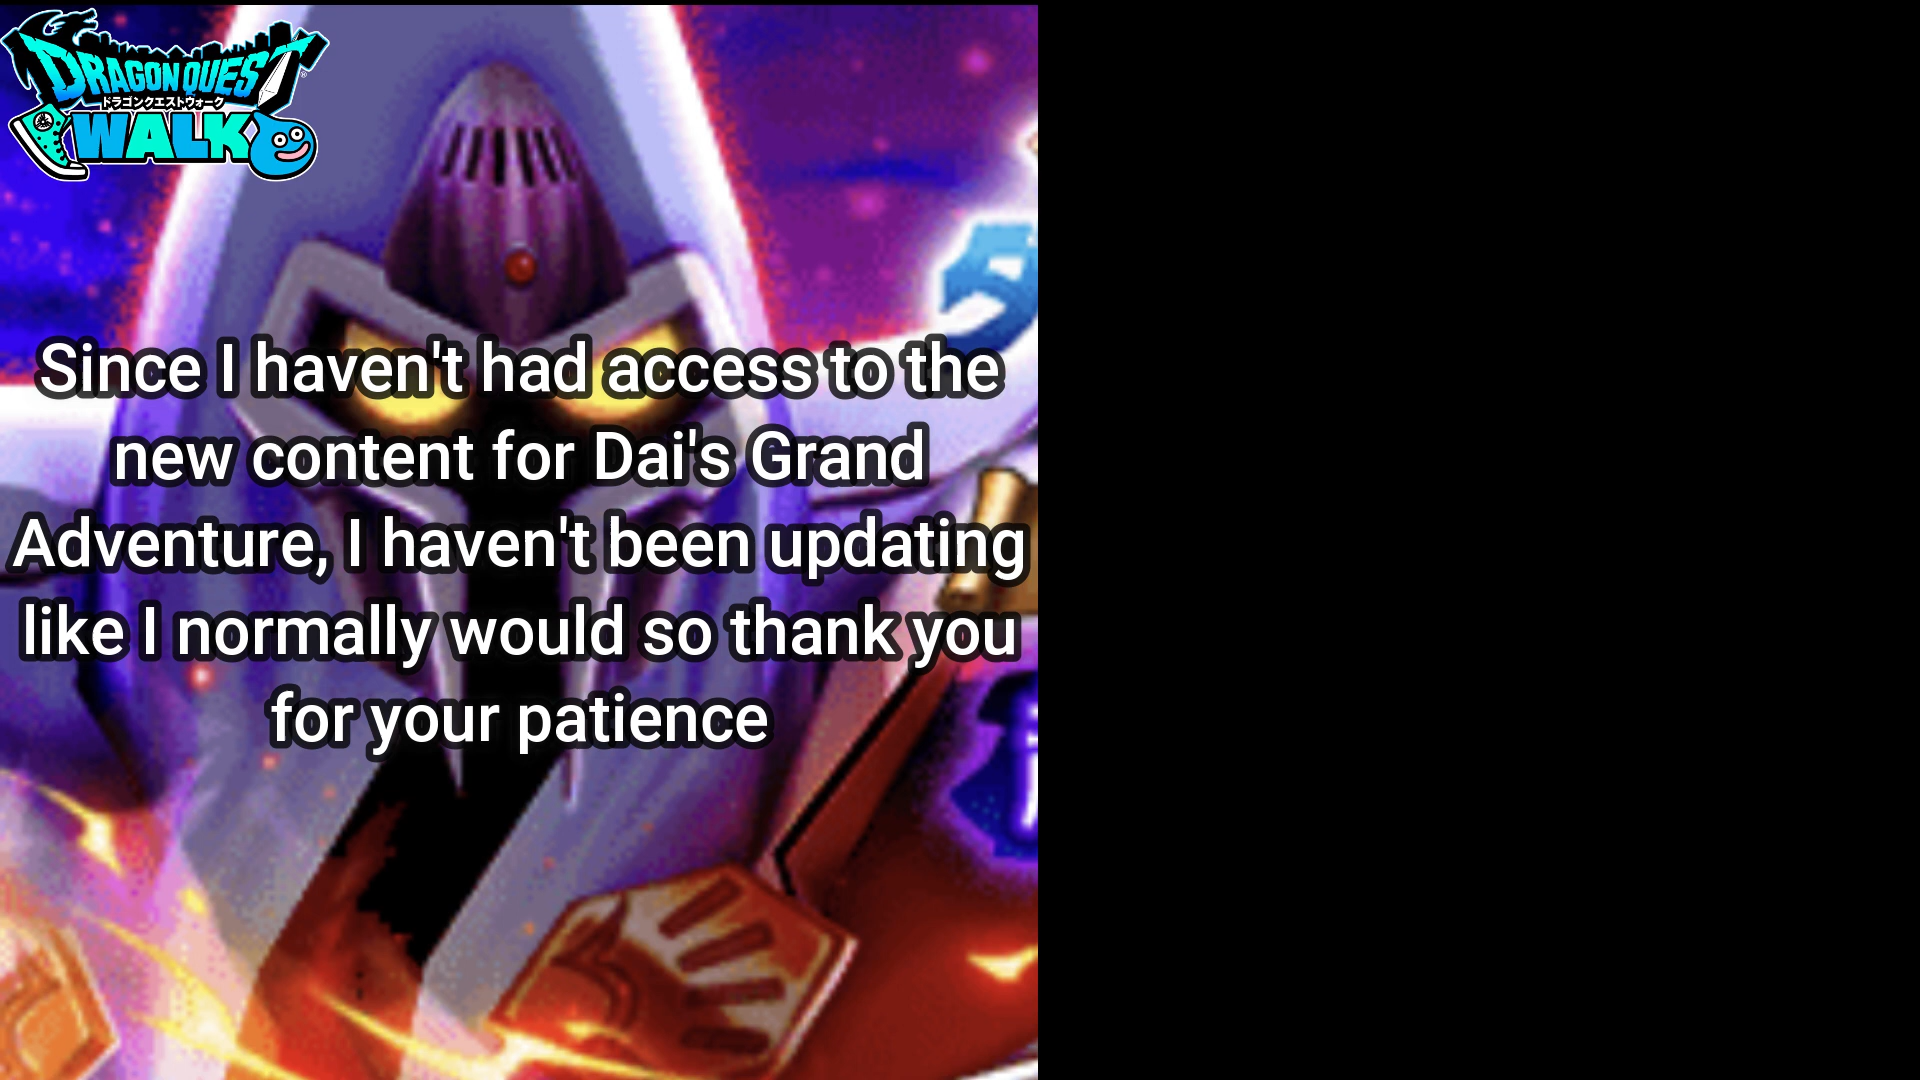 DRAGON QUEST
ドラゴンクエストウォーク
WALK
Since I haven't had access to the
new content for Dai's Grand
Adventure, I haven't been updating
like I normally would so thank you
for your patience